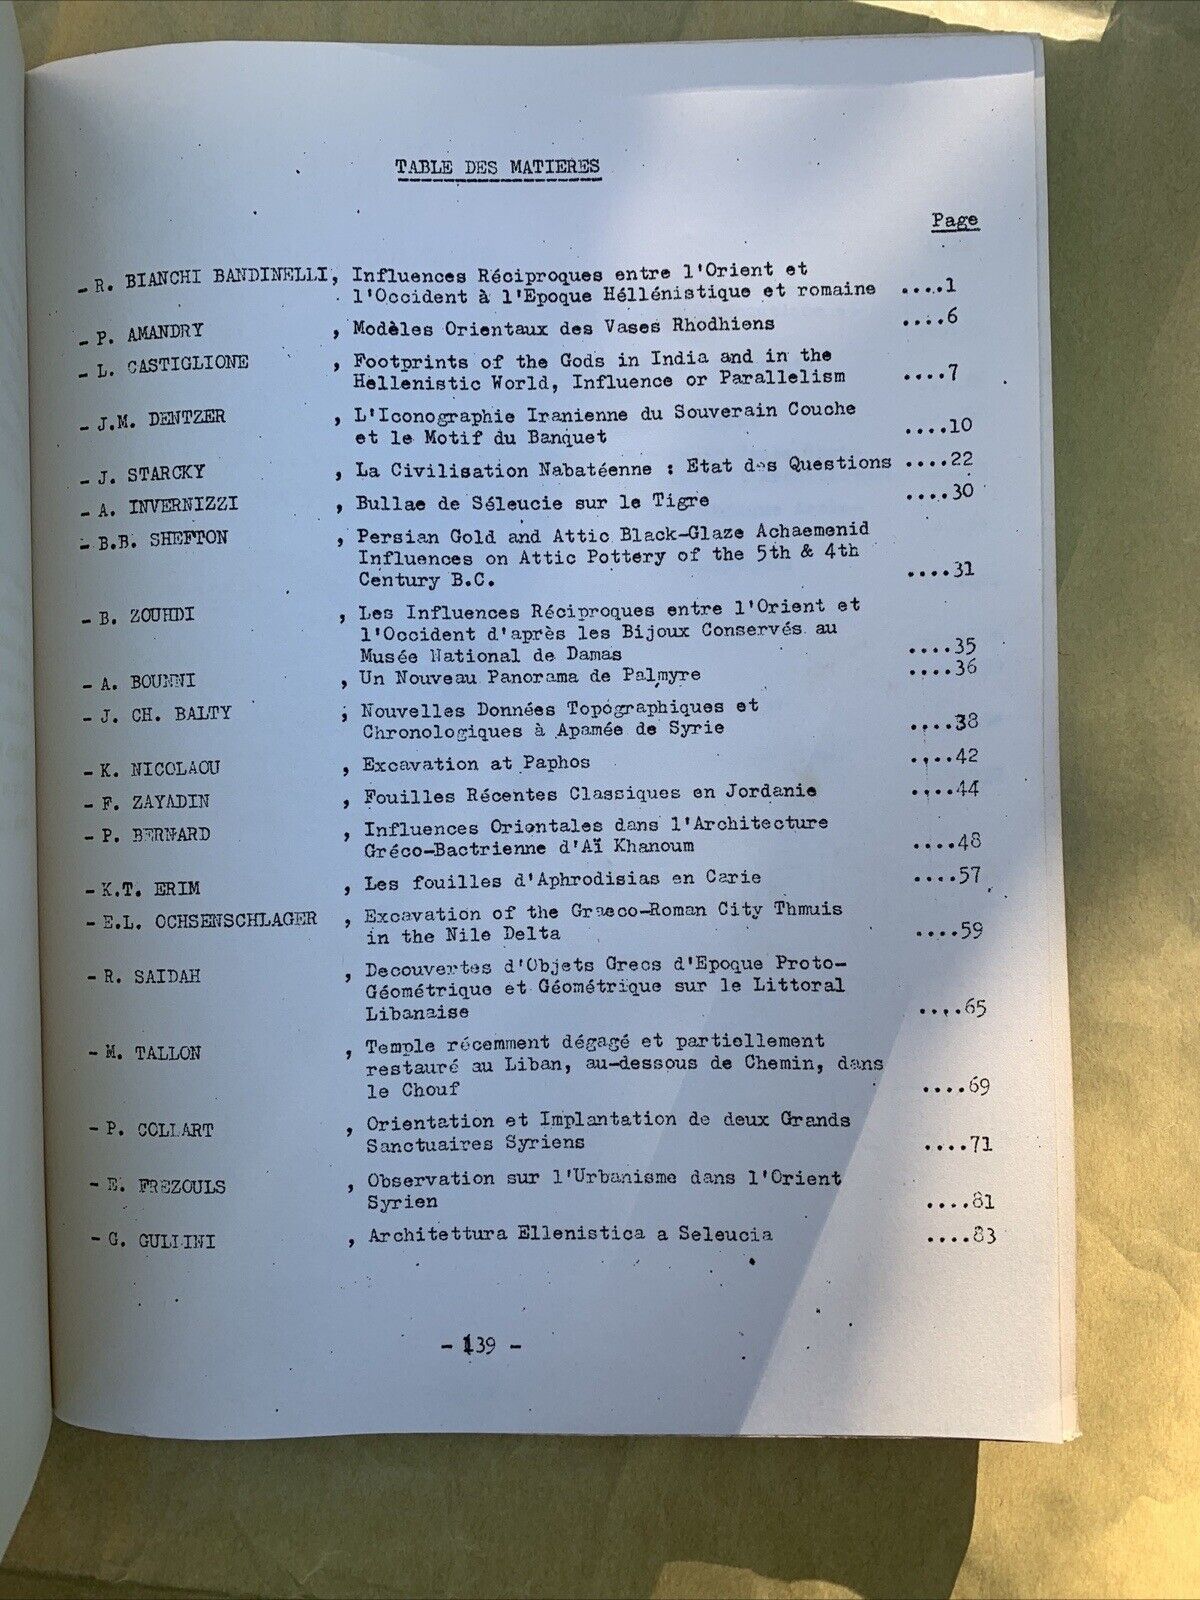 TABLE DES MATIERES
Page
- R. BIANCHI BANDINELLI, Influences Réciproques entre l'Orient et
l'Occident à l'Epoque Héllénistique et romaine ....1
- P. AMANDRY , Modèles Orientaux des Vases Rhodhiens ....6
- L. CASTIGLIONE , Footprints of the Gods in India and in the
Hellenistic World, Influence or Parallelism ....7
- J.M. DENTZER , L'Iconographie Iranienne du Souverain Couche
et le Motif du Banquet ....10
- J. STARCKY , La Civilisation Nabatéenne : Etat des Questions ....22
- A. INVERNIZZI , Bullae de Séleucie sur le Tigre ....30
- B.B. SHEFTON , Persian Gold and Attic Black-Glaze Achaemenid
Influences on Attic Pottery of the 5th & 4th
Century B.C. ....31
- B. ZOUHDI , Les Influences Réciproques entre l'Orient et
l'Occident d'après les Bijoux Conservés au
Musée National de Damas ....35
- A. BOUNNI , Un Nouveau Panorama de Palmyre ....36
- J. CH. BALTY , Nouvelles Données Topographiques et
Chronologiques à Apamée de Syrie ....38
- K. NICOLAOU , Excavation at Paphos ....42
- F. ZAYADIN , Fouilles Récentes Classiques en Jordanie ....44
- P. BERNARD , Influences Orientales dans l'Architecture
Gréco-Bactrienne d'Aï Khanoum ....48
- K.T. ERIM , Les fouilles d'Aphrodisias en Carie ....57
- E.L. OCHSENSCHLAGER , Excavation of the Graeco-Roman City Thmuis
in the Nile Delta ....59
- R. SAIDAH , Decouvertes d'Objets Grecs d'Epoque Proto-
Géométrique et Géométrique sur le Littoral
Libanaise ....65
- M. TALLON , Temple récemment dégagé et partiellement
restauré au Liban, au-dessous de Chemin, dans
le Chouf ....69
- P. COLLART , Orientation et Implantation de deux Grands
Sanctuaires Syriens ....71
- E. FREZOULS , Observation sur l'Urbanisme dans l'Orient
Syrien ....81
- G. GULLINI , Architettura Ellenistica a Seleucia ....83
- 139 -